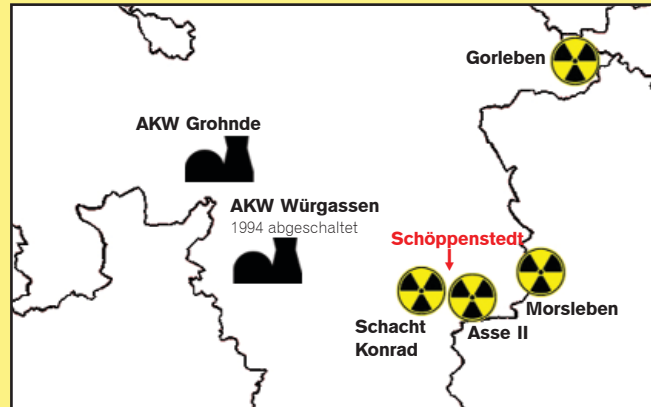 Gorleben
AKW Grohnde
AKW Würgassen
1994 abgeschaltet
Schöppenstedt
Schacht
Konrad
Asse II
Morsleben